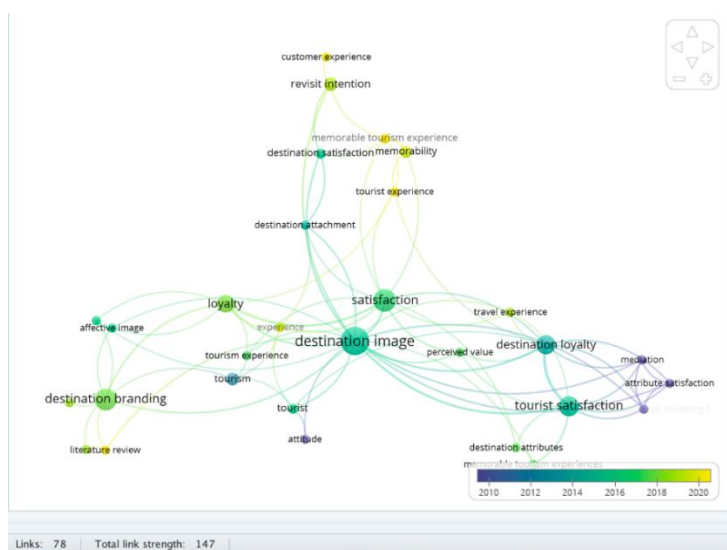 customer experience
revisit intention
memorable tourism experience
destination satisfaction
memorability
tourist experience
destination attachment
loyalty
satisfaction
travel experience
affective image
experience
destination image
destination loyalty
tourism experience
perceived value
mediation
tourism
attribute satisfaction
destination branding
tourist
tourist satisfaction
attitude
literature review
destination attributes
memorable tourism experiences
2010 2012 2014 2016 2018 2020
Links: 78 Total link strength: 147